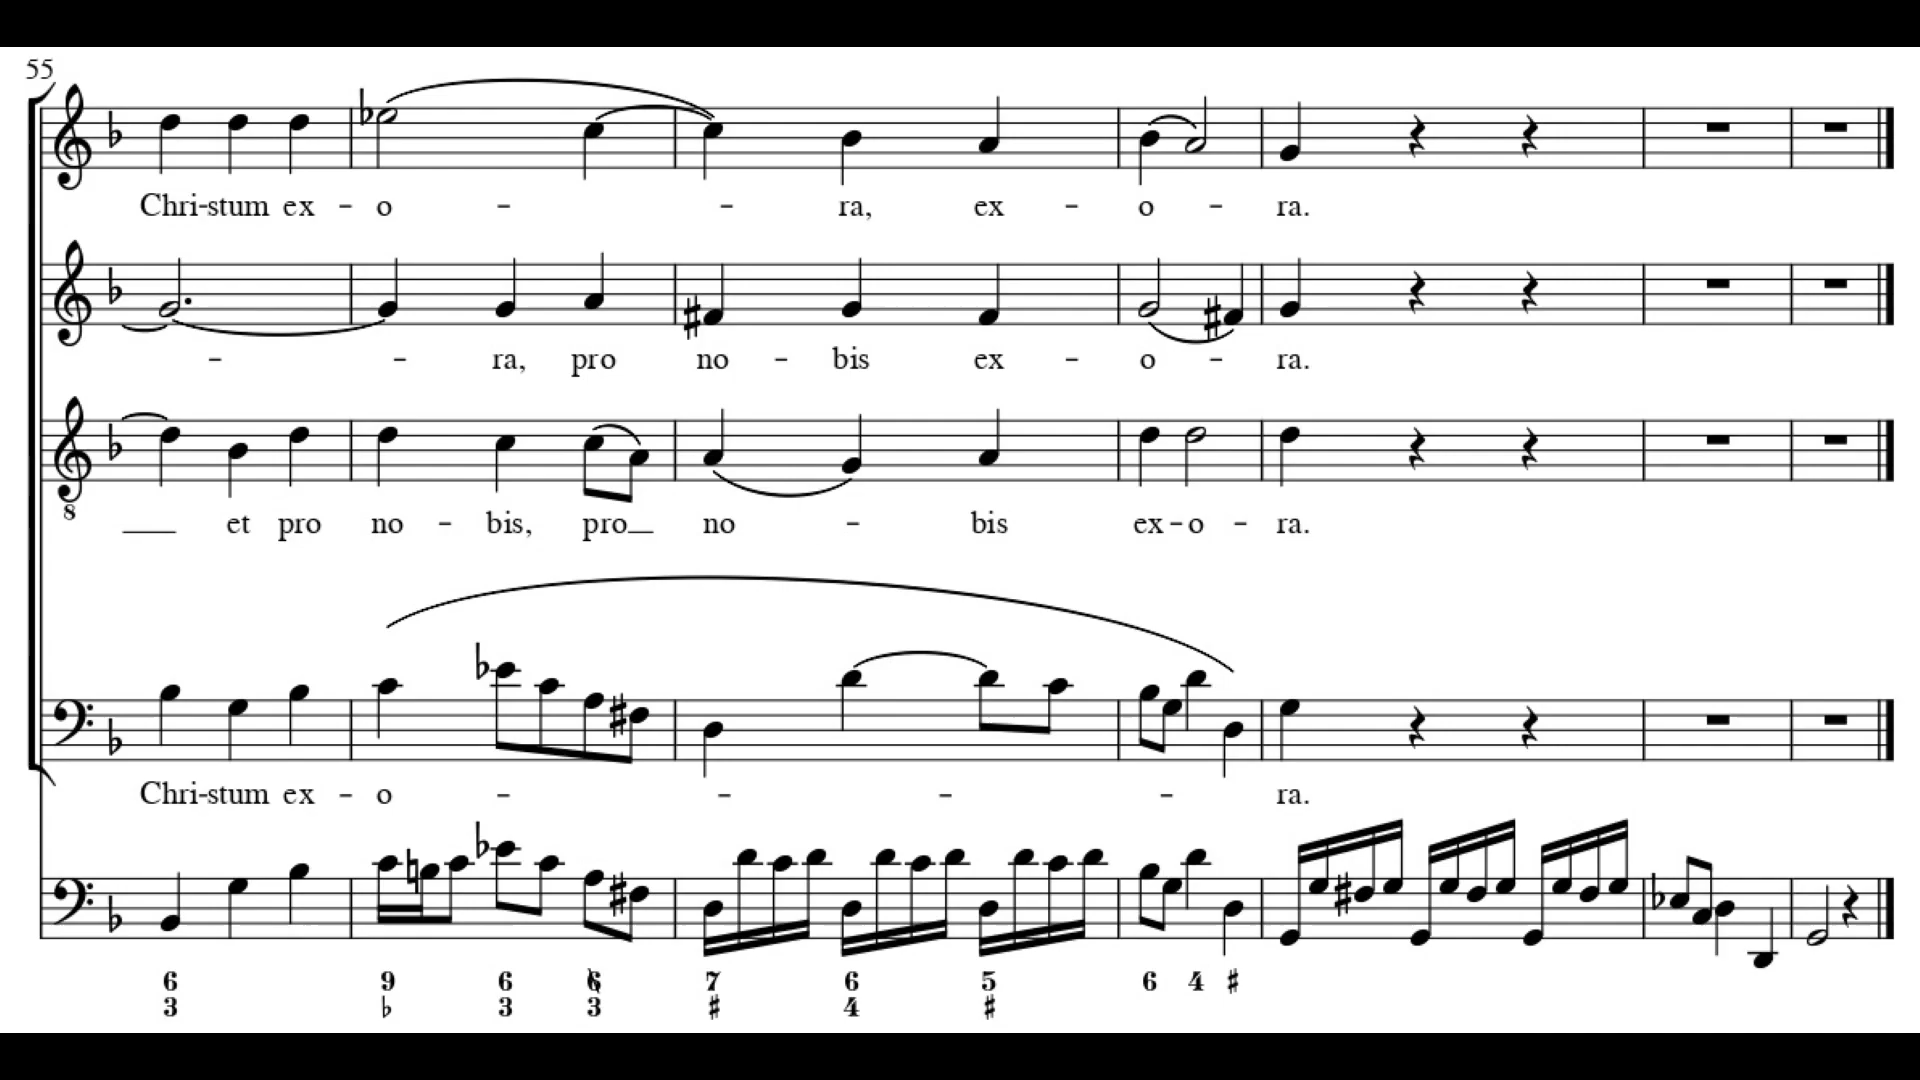 55
Chri-stum ex - o - - ra, ex - o - ra.
- - ra, pro no - bis ex - o - ra.
8
et pro no - bis, pro no - bis ex-o - ra.
Chri-stum ex - o - - - - ra.
6 9 6 6 7 6 5 6 4 ♯
3 ♭ 3 3 ♯ 4 ♯